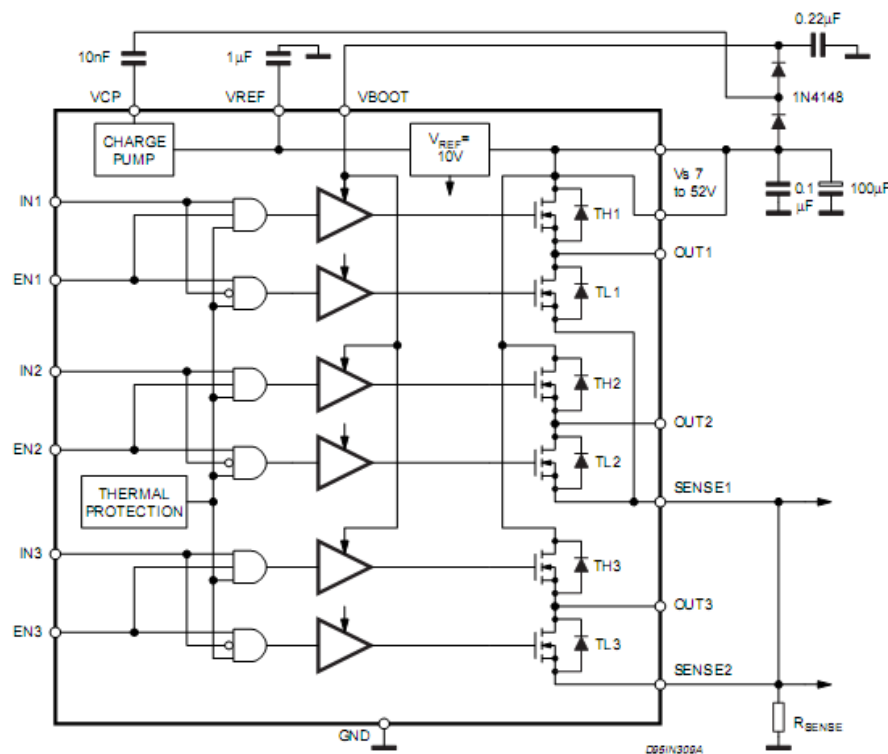 0.22µF
10nF
1µF
VCP
VREF
VBOOT
1N4148
CHARGE
PUMP
VREF=
10V
Vs 7
to 52V
0.1
µF
100µF
IN1
TH1
OUT1
EN1
TL1
IN2
TH2
OUT2
EN2
TL2
SENSE1
THERMAL
PROTECTION
IN3
TH3
OUT3
EN3
TL3
SENSE2
RSENSE
GND
D95IN309A